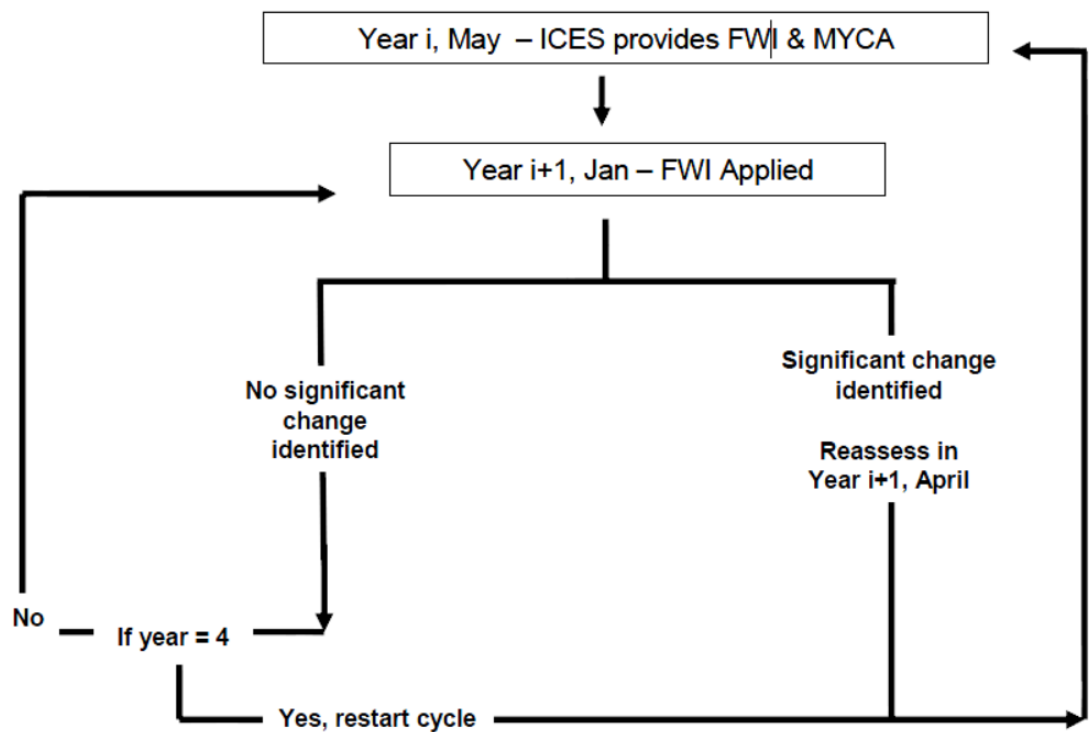 Year i, May – ICES provides FWI & MYCA
Year i+1, Jan – FWI Applied
No significant
change
identified
Significant change
identified
Reassess in
Year i+1, April
No
If year = 4
Yes, restart cycle